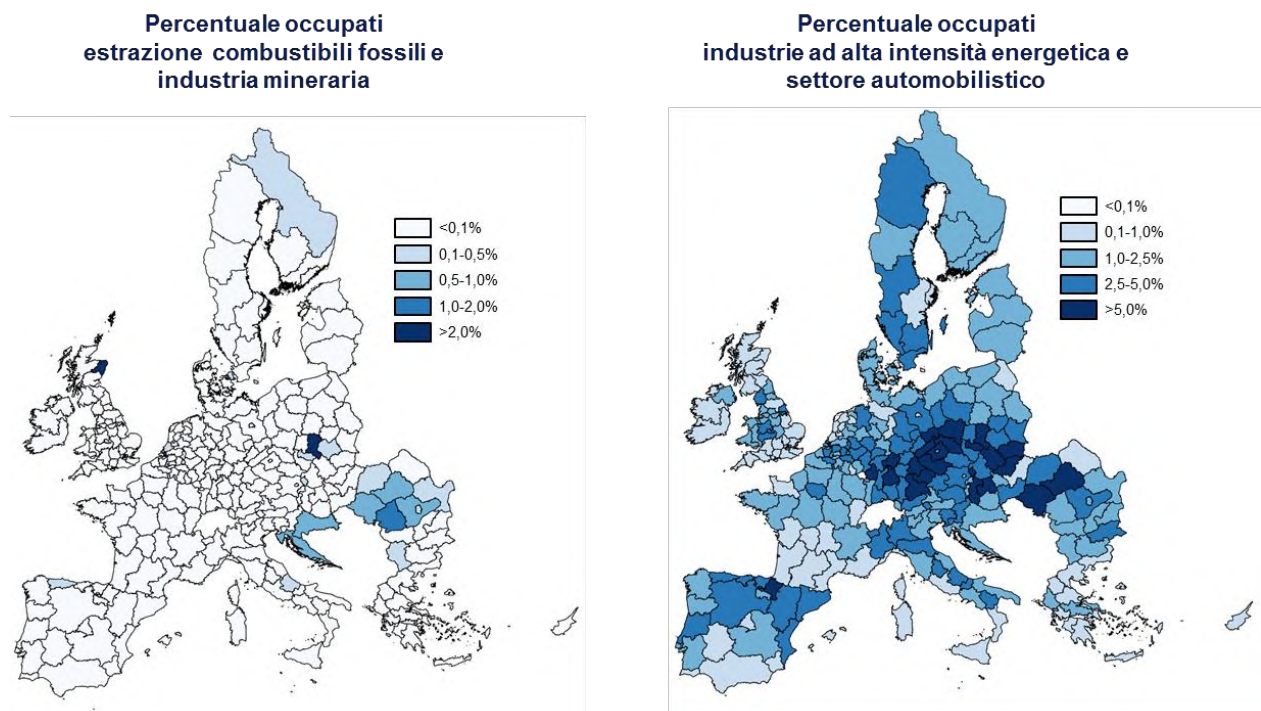 Percentuale occupati
estrazione combustibili fossili e
industria mineraria
<0,1%
0,1-0,5%
0,5-1,0%
1,0-2,0%
>2,0%
Percentuale occupati
industrie ad alta intensità energetica e
settore automobilistico
<0,1%
0,1-1,0%
1,0-2,5%
2,5-5,0%
>5,0%